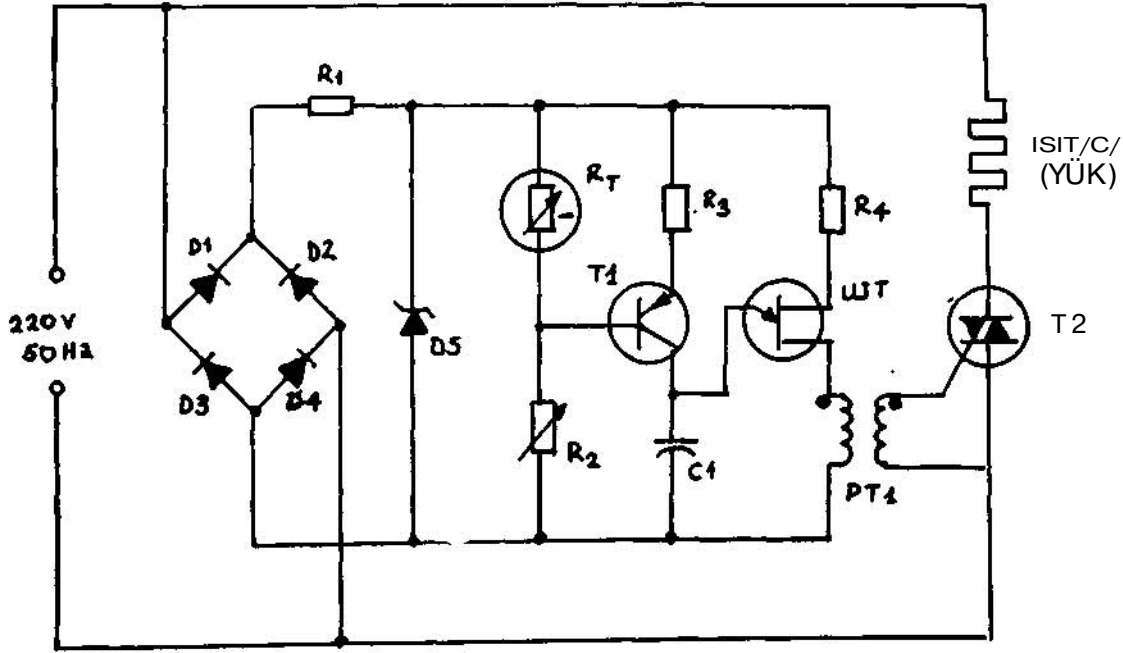 R1
ISIT/C/
(YÜK)
RT
R3
R4
D1
D2
T1
UJT
T2
220V
50Hz
D5
D3
D4
R2
C1
PT1